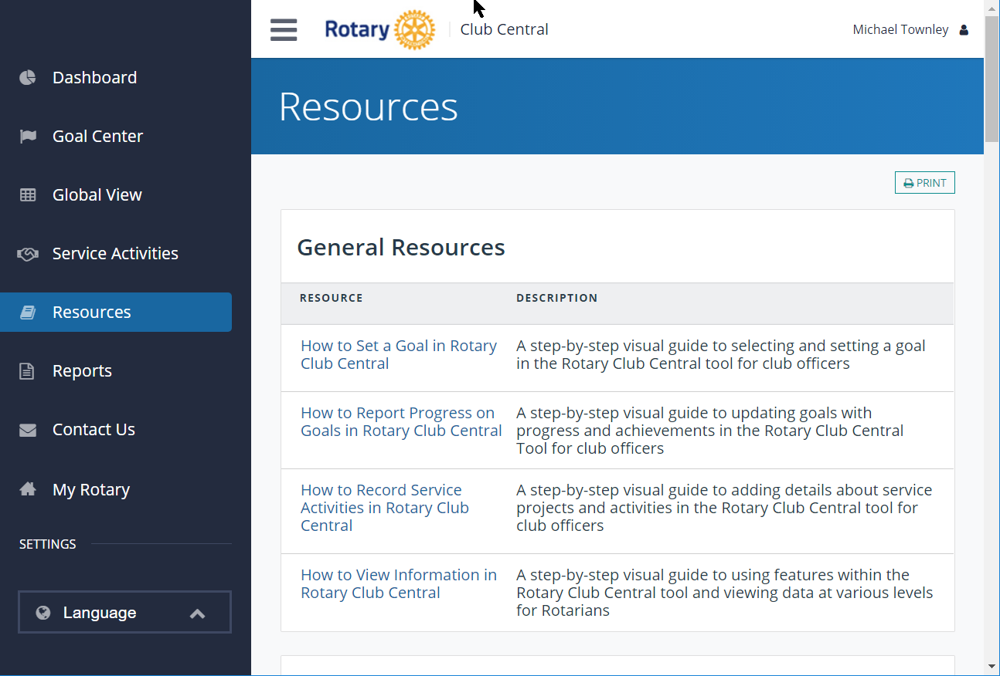 Rotary
Club Central
Michael Townley
Dashboard
Goal Center
Global View
Service Activities
Resources
Reports
Contact Us
My Rotary
SETTINGS
Language
Resources
PRINT
General Resources
RESOURCE
DESCRIPTION
How to Set a Goal in Rotary
Club Central
A step-by-step visual guide to selecting and setting a goal
in the Rotary Club Central tool for club officers
How to Report Progress on
Goals in Rotary Club Central
A step-by-step visual guide to updating goals with
progress and achievements in the Rotary Club Central
Tool for club officers
How to Record Service
Activities in Rotary Club
Central
A step-by-step visual guide to adding details about service
projects and activities in the Rotary Club Central tool for
club officers
How to View Information in
Rotary Club Central
A step-by-step visual guide to using features within the
Rotary Club Central tool and viewing data at various levels
for Rotarians